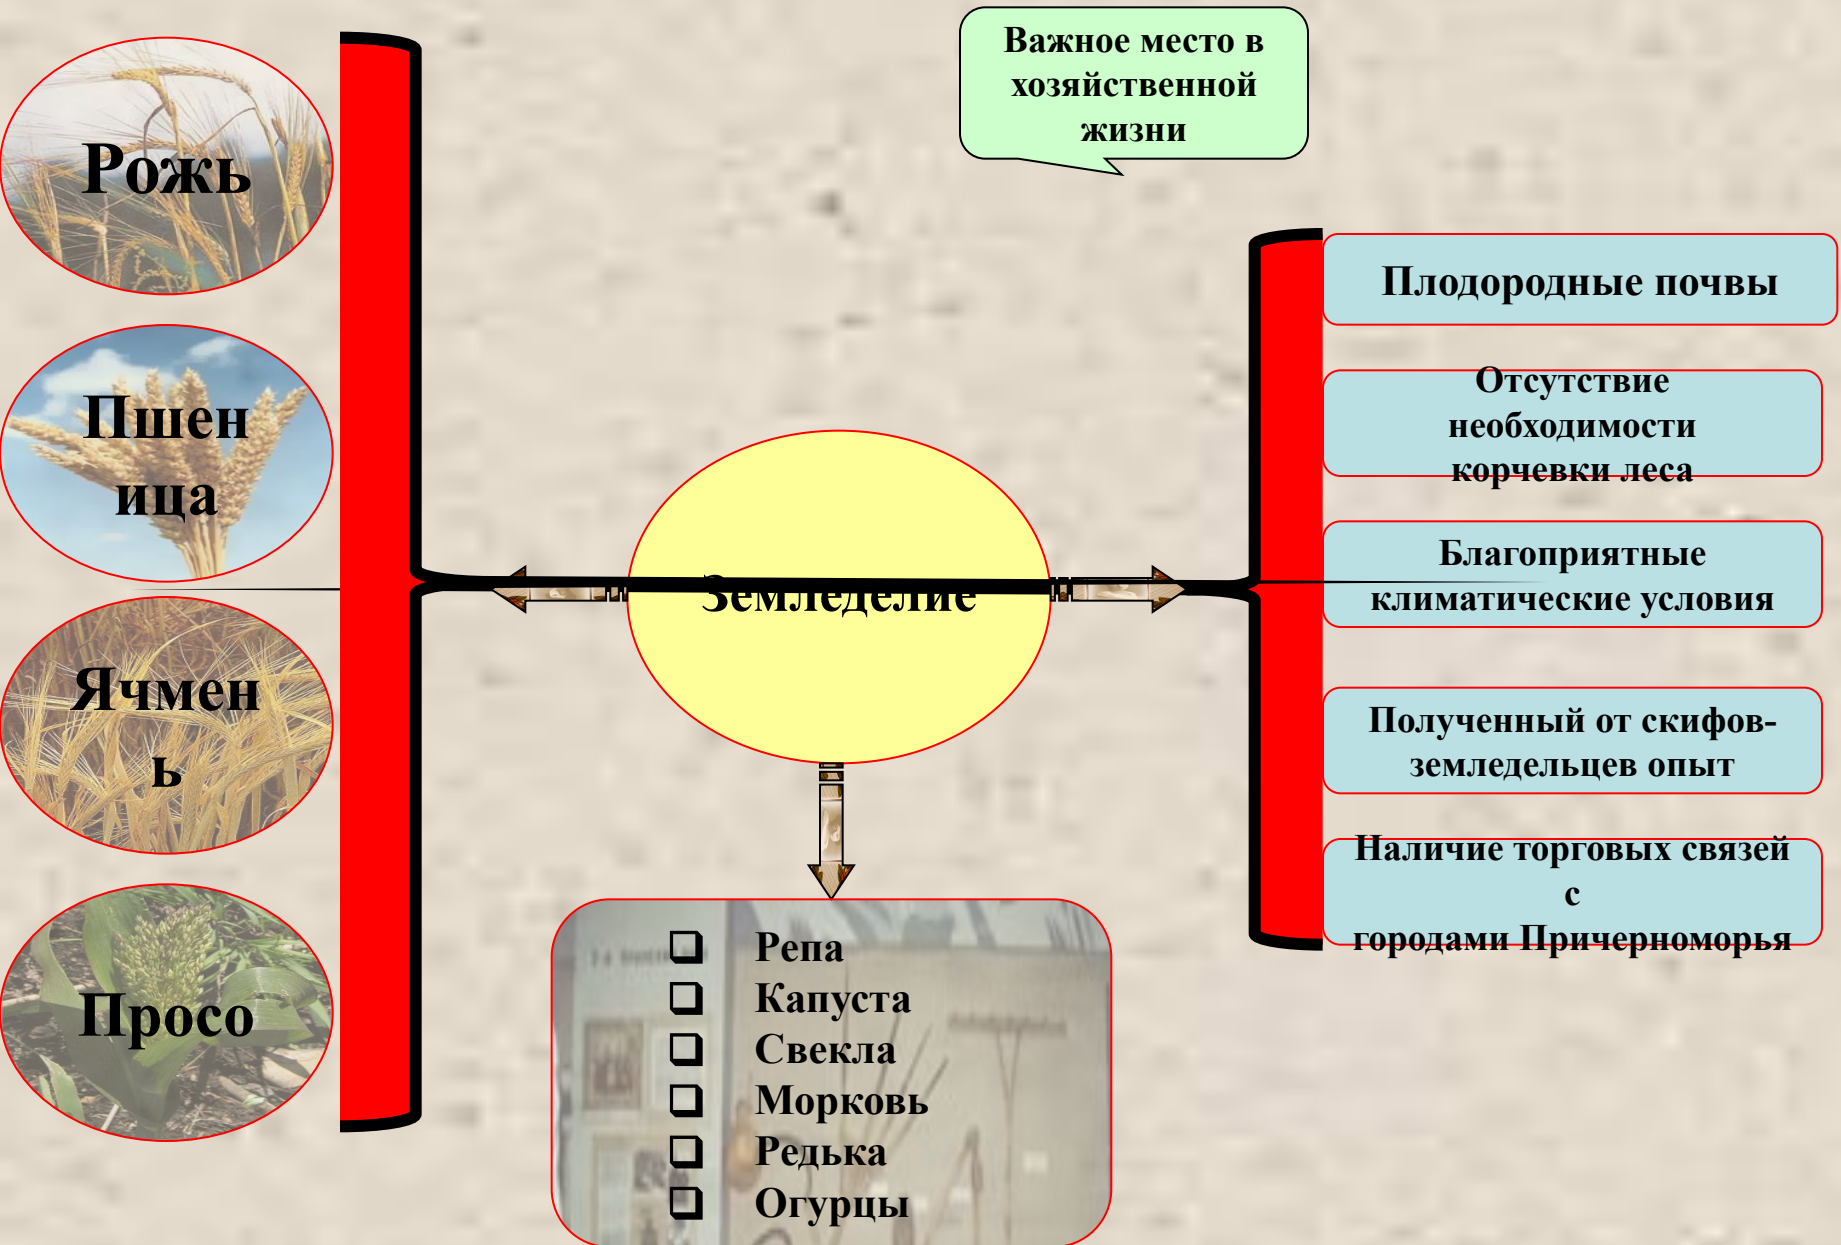 Важное место в
хозяйственной
жизни
Рожь
Пшен
ица
Ячмен
ь
Просо
Земледелие
Плодородные почвы
Отсутствие
необходимости
корчевки леса
Благоприятные
климатические условия
Полученный от скифов-
земледельцев опыт
Наличие торговых связей
с
городами Причерноморья
Репа
Капуста
Свекла
Морковь
Редька
Огурцы